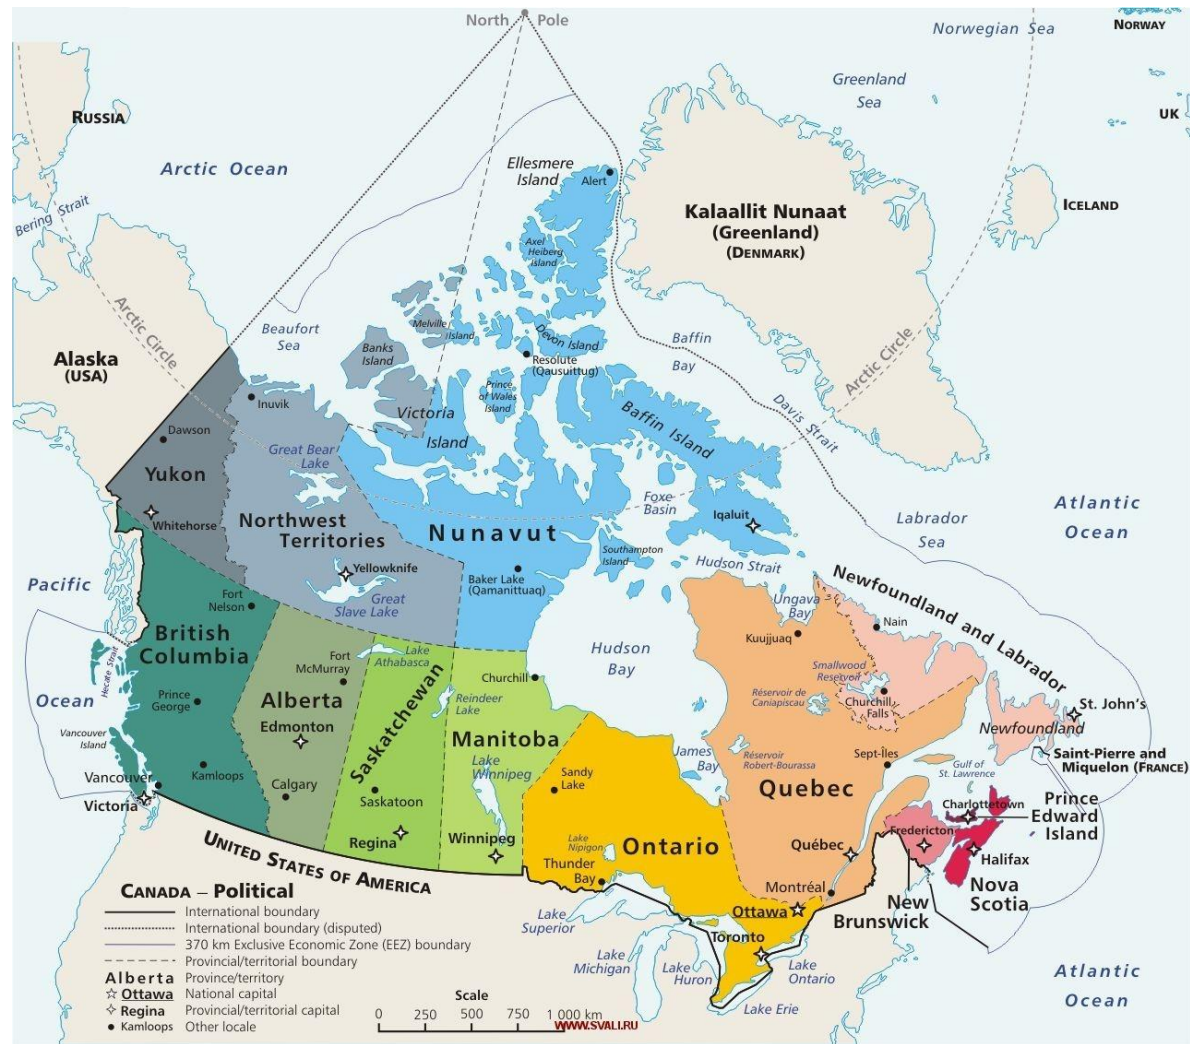 North Pole
Norwegian Sea
NORWAY
Greenland
Sea
UK
RUSSIA
Arctic Ocean
Ellesmere
Island
Alert
Bering Strait
Kalaallit Nunaat
(Greenland)
(DENMARK)
ICELAND
Axel
Heiberg
island
Arctic Circle
Beaufort
Sea
Melville Island
Devon Island
Baffin
Bay
Arctic Circle
Alaska
(USA)
Banks
Island
Resolute
(Qausuittuq)
Prince
of Wales
Island
Davis Strait
Inuvik
Victoria
Island
Baffin Island
Dawson
Great Bear
Lake
Yukon
Foxe
Basin
Iqaluit
Whitehorse
Northwest
Territories
Nunavut
Labrador
Sea
Atlantic
Ocean
Southampton
Island
Hudson Strait
Yellowknife
Baker Lake
(Qamanittuaq)
Pacific
Ocean
Fort
Nelson
Great
Slave Lake
Ungava
Bay
Newfoundland and Labrador
Nain
Kuujjuaq
British
Columbia
Hecate Strait
Fort
McMurray
Lake
Athabasca
Hudson
Bay
Smallwood
Reservoir
Churchill
Réservoir de
Caniapiscau
Churchill
Falls
Prince
George
Alberta
Edmonton
Saskatchewan
Reindeer
Lake
St. John's
Newfoundland
Vancouver
Island
Manitoba
James
Bay
Réservoir
Robert-Bourassa
Sept-Îles
Saint-Pierre and
Miquelon (FRANCE)
Gulf of
St. Lawrence
Vancouver
Kamloops
Calgary
Lake
Winnipeg
Sandy
Lake
Quebec
Victoria
Saskatoon
Charlottetown
Prince
Edward
Island
Regina
Winnipeg
Lake
Nipigon
Ontario
Québec
Fredericton
Halifax
Thunder
Bay
UNITED STATES OF AMERICA
Montréal
Nova
Scotia
New
Brunswick
Ottawa
Lake
Superior
Toronto
Lake
Michigan
Lake
Huron
Lake
Ontario
Lake Erie
Atlantic
Ocean
CANADA – Political
International boundary
International boundary (disputed)
370 km Exclusive Economic Zone (EEZ) boundary
Provincial/territorial boundary
Alberta Province/territory
Ottawa National capital
Regina Provincial/territorial capital
Kamloops Other locale
Scale
0 250 500 750 1 000 km
WWW.SVALI.RU